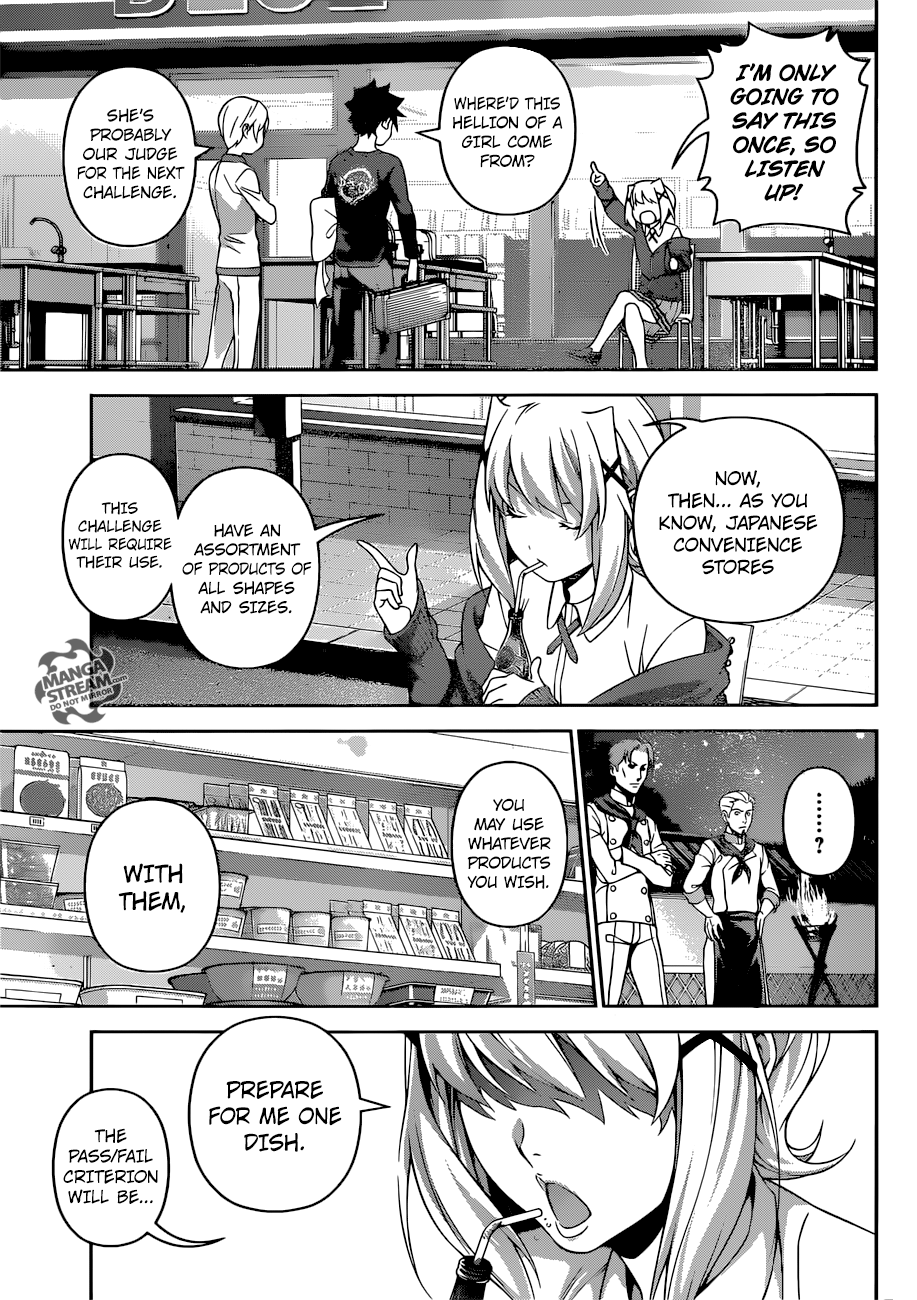 BLUE
I'M ONLY
GOING TO
SAY THIS
ONCE, SO
LISTEN
UP!
WHERE'D THIS
HELLION OF A
GIRL COME
FROM?
SHE'S
PROBABLY
OUR JUDGE
FOR THE NEXT
CHALLENGE.
NOW,
THEN... AS YOU
KNOW, JAPANESE
CONVENIENCE
STORES
HAVE AN
ASSORTMENT
OF PRODUCTS OF
ALL SHAPES
AND SIZES.
THIS
CHALLENGE
WILL REQUIRE
THEIR USE.
MANGA
STREAM.com
DO NOT MIRROR
........
?
YOU
MAY USE
WHATEVER
PRODUCTS
YOU WISH.
WITH
THEM,
PREPARE
FOR ME ONE
DISH.
THE
PASS/FAIL
CRITERION
WILL BE...